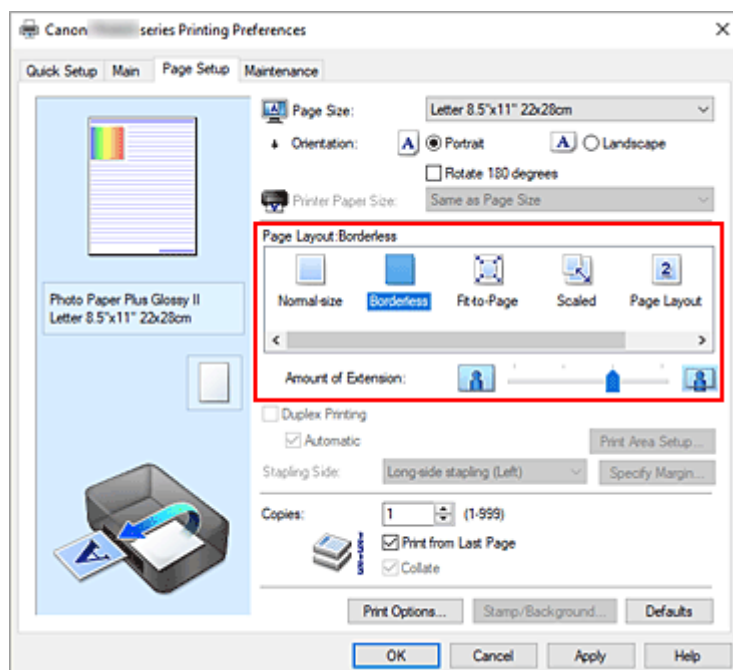 Canon series Printing Preferences
Quick Setup Main Page Setup Maintenance
Page Size: Letter 8.5"x11" 22x28cm
Orientation: A Portrait A Landscape
Rotate 180 degrees
Printer Paper Size: Same as Page Size
Page Layout:Borderless
2
Normal-size Borderless Fit-to-Page Scaled Page Layout
Photo Paper Plus Glossy II
Letter 8.5"x11" 22x28cm
Amount of Extension:
Duplex Printing
Automatic Print Area Setup...
Stapling Side: Long-side stapling (Left) Specify Margin...
Copies: 1 (1-999)
Print from Last Page
Collate
A
Print Options... Stamp/Background... Defaults
OK Cancel Apply Help